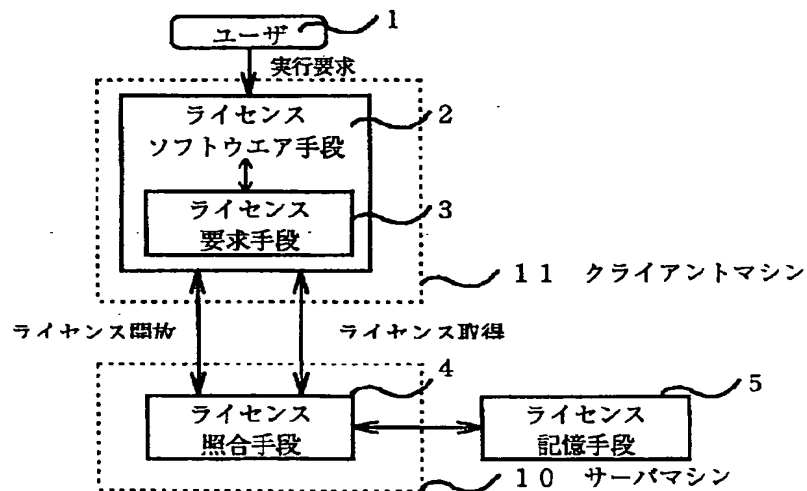 ユーザ
1
実行要求
ライセンス
ソフトウエア手段
2
ライセンス
要求手段
3
11 クライアントマシン
ライセンス開放
ライセンス取得
4
5
ライセンス
照合手段
ライセンス
記憶手段
10 サーバマシン